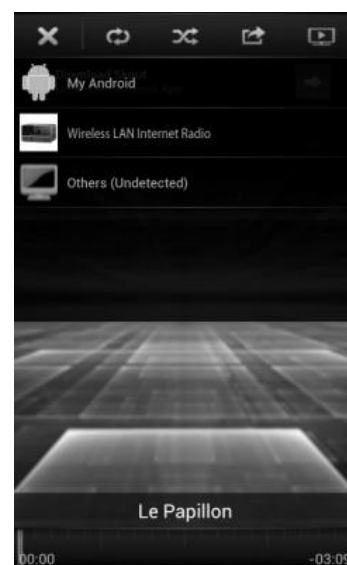 My Android
Wireless LAN Internet Radio
Others (Undetected)
Le Papillon
00:00
-03:09